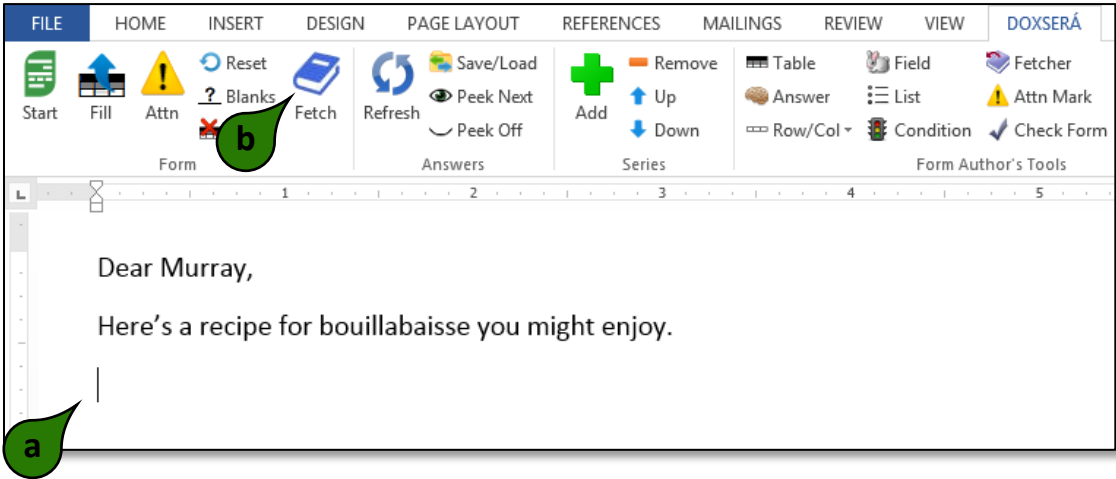 FILE HOME INSERT DESIGN PAGE LAYOUT REFERENCES MAILINGS REVIEW VIEW DOXSERÁ
Start Fill Attn Reset ? Blanks Fetch
Refresh Save/Load Peek Next Peek Off
Add Remove Up Down
Table Answer Row/Col
Field List Condition
Fetcher Attn Mark Check Form
Form Answers Series Form Author's Tools
L 1 2 3 4 5
b
Dear Murray,
Here's a recipe for bouillabaisse you might enjoy.
a